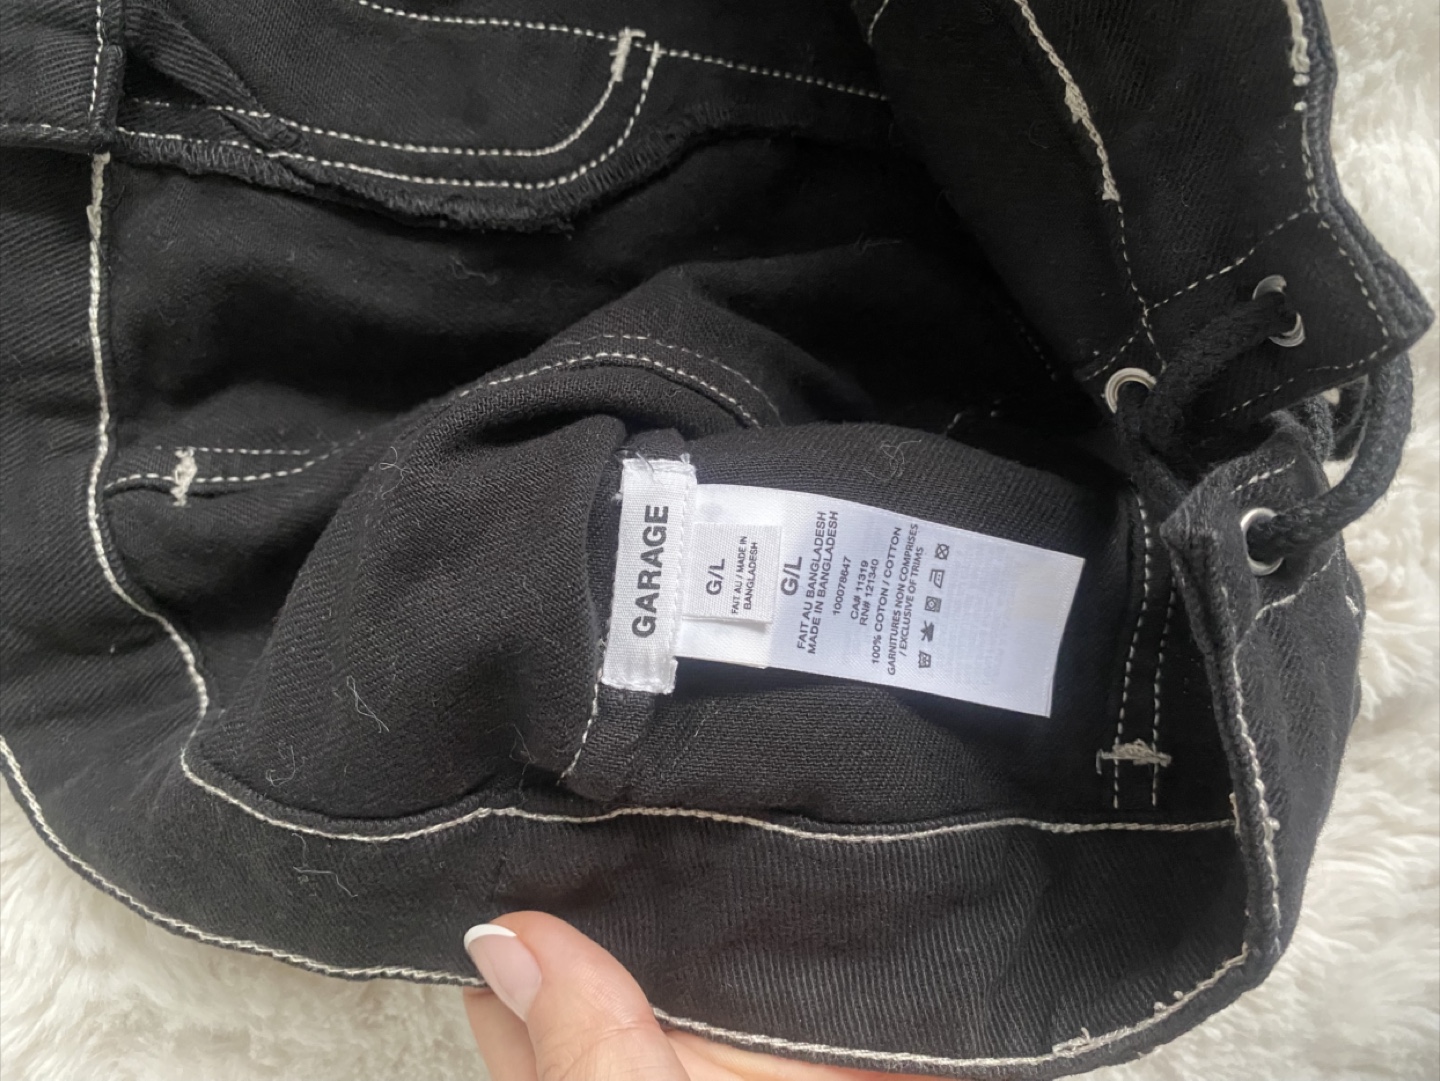 GARAGE
G/L
FAIT AU / MADE IN
BANGLADESH
G/L
FAIT AU BANGLADESH
MADE IN BANGLADESH
100078647
CA# 11319
RN# 121340
100% COTON / COTTON
GARNITURES NON COMPRISES
/ EXCLUSIVE OF TRIMS